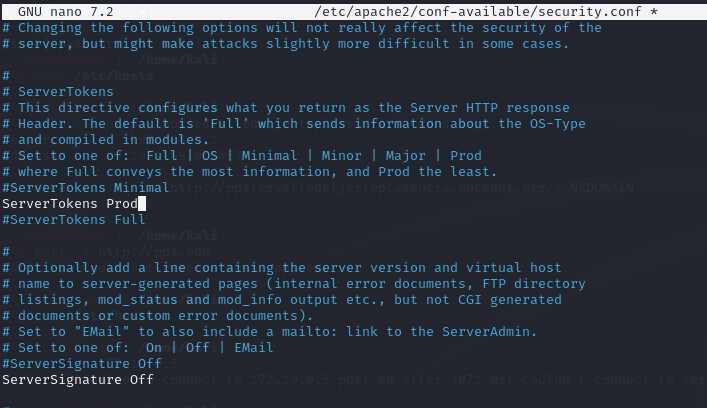 GNU nano 7.2 /etc/apache2/conf-available/security.conf *
# Changing the following options will not really affect the security of the
# server, but might make attacks slightly more difficult in some cases.
#
# ServerTokens
# This directive configures what you return as the Server HTTP response
# Header. The default is 'Full' which sends information about the OS-Type
# and compiled in modules.
# Set to one of:  Full | OS | Minimal | Minor | Major | Prod
# where Full conveys the most information, and Prod the least.
#ServerTokens Minimal
ServerTokens Prod
#ServerTokens Full
#
# Optionally add a line containing the server version and virtual host
# name to server-generated pages (internal error documents, FTP directory
# listings, mod_status and mod_info output etc., but not CGI generated
# documents or custom error documents).
# Set to "EMail" to also include a mailto: link to the ServerAdmin.
# Set to one of:  On | Off | EMail
#ServerSignature Off
ServerSignature Off